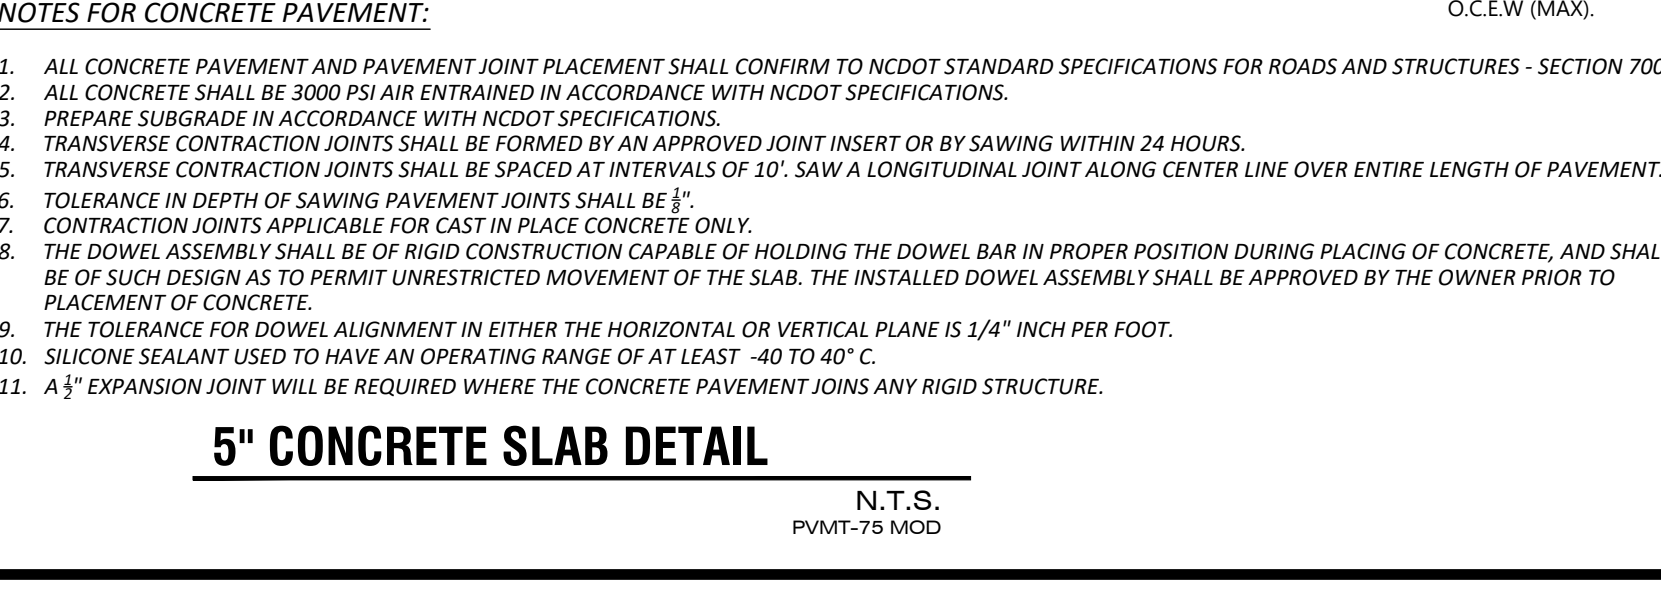 NOTES FOR CONCRETE PAVEMENT:
O.C.E.W (MAX).
1. ALL CONCRETE PAVEMENT AND PAVEMENT JOINT PLACEMENT SHALL CONFIRM TO NCDOT STANDARD SPECIFICATIONS FOR ROADS AND STRUCTURES - SECTION 700
2. ALL CONCRETE SHALL BE 3000 PSI AIR ENTRAINED IN ACCORDANCE WITH NCDOT SPECIFICATIONS.
3. PREPARE SUBGRADE IN ACCORDANCE WITH NCDOT SPECIFICATIONS.
4. TRANSVERSE CONTRACTION JOINTS SHALL BE FORMED BY AN APPROVED JOINT INSERT OR BY SAWING WITHIN 24 HOURS.
5. TRANSVERSE CONTRACTION JOINTS SHALL BE SPACED AT INTERVALS OF 10'. SAW A LONGITUDINAL JOINT ALONG CENTER LINE OVER ENTIRE LENGTH OF PAVEMENT.
6. TOLERANCE IN DEPTH OF SAWING PAVEMENT JOINTS SHALL BE 1/8".
7. CONTRACTION JOINTS APPLICABLE FOR CAST IN PLACE CONCRETE ONLY.
8. THE DOWEL ASSEMBLY SHALL BE OF RIGID CONSTRUCTION CAPABLE OF HOLDING THE DOWEL BAR IN PROPER POSITION DURING PLACING OF CONCRETE, AND SHAL
BE OF SUCH DESIGN AS TO PERMIT UNRESTRICTED MOVEMENT OF THE SLAB. THE INSTALLED DOWEL ASSEMBLY SHALL BE APPROVED BY THE OWNER PRIOR TO
PLACEMENT OF CONCRETE.
9. THE TOLERANCE FOR DOWEL ALIGNMENT IN EITHER THE HORIZONTAL OR VERTICAL PLANE IS 1/4" INCH PER FOOT.
10. SILICONE SEALANT USED TO HAVE AN OPERATING RANGE OF AT LEAST -40 TO 40° C.
11. A 1/2" EXPANSION JOINT WILL BE REQUIRED WHERE THE CONCRETE PAVEMENT JOINS ANY RIGID STRUCTURE.
5" CONCRETE SLAB DETAIL
N.T.S.
PVMT-75 MOD